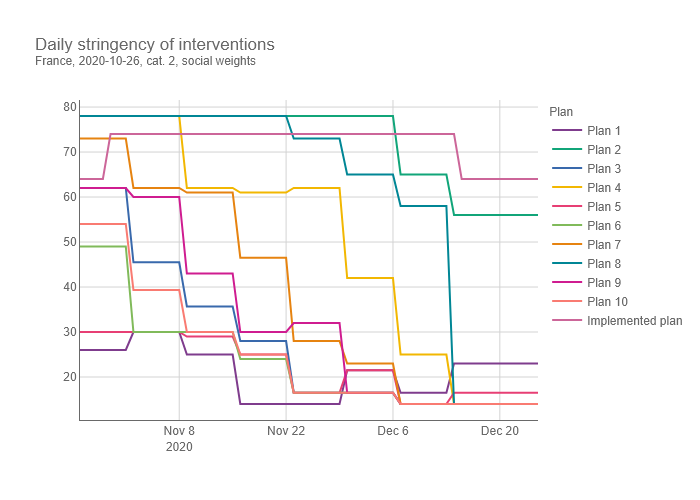 Daily stringency of interventions
France, 2020-10-26, cat. 2, social weights
80
70
60
50
40
30
20
Nov 8
2020
Nov 22
Dec 6
Dec 20
Plan
Plan 1
Plan 2
Plan 3
Plan 4
Plan 5
Plan 6
Plan 7
Plan 8
Plan 9
Plan 10
Implemented plan